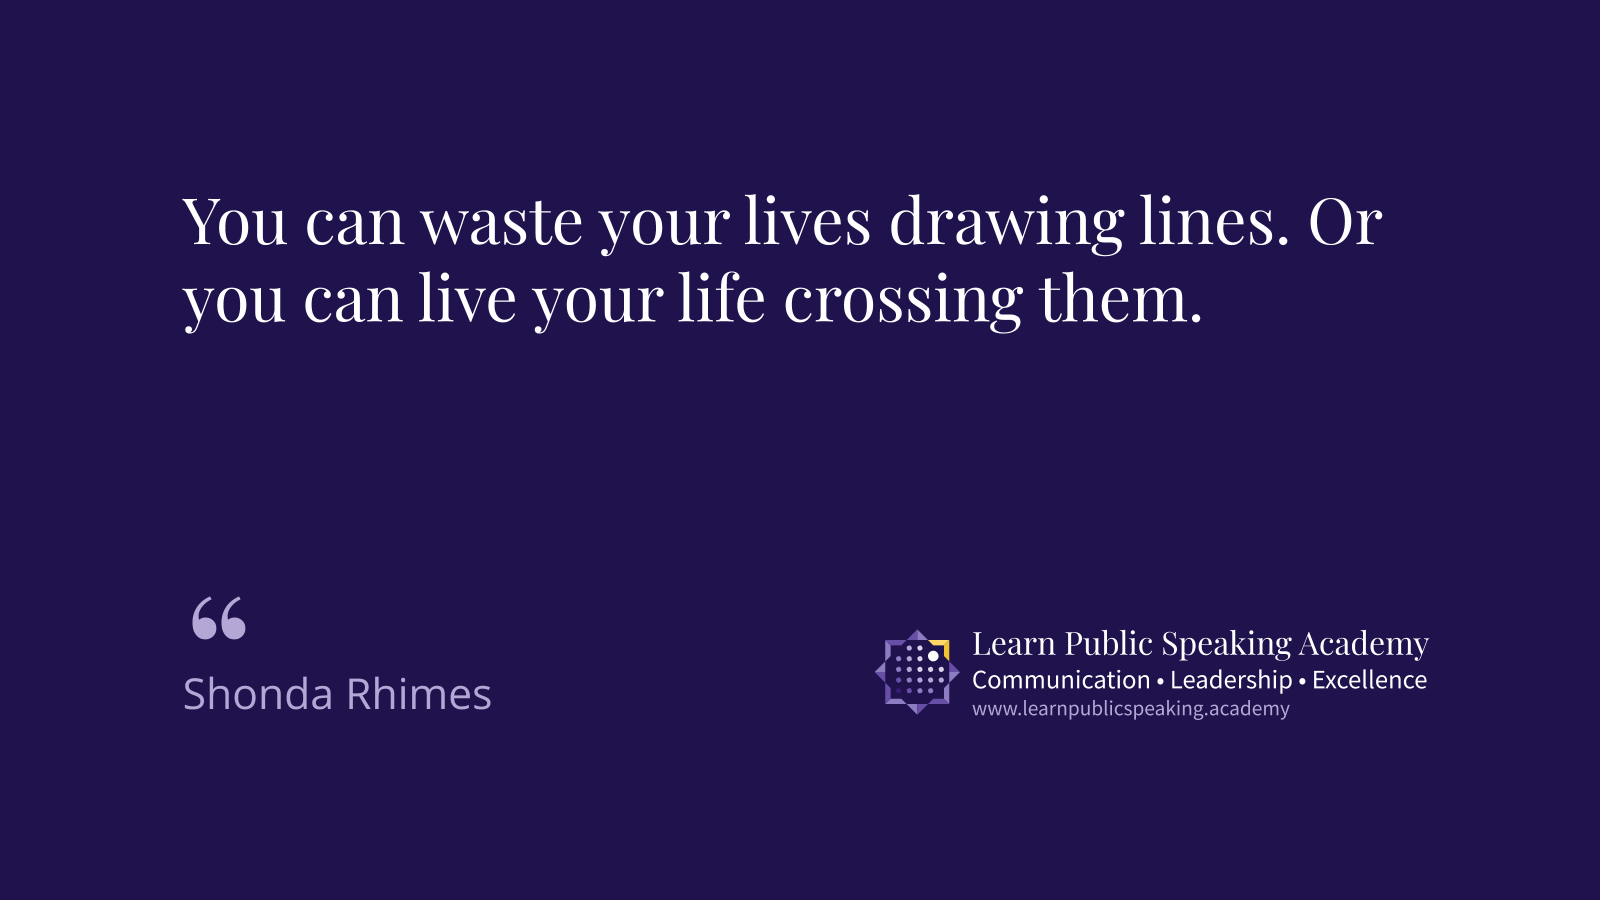 You can waste your lives drawing lines. Or
you can live your life crossing them.
“
Shonda Rhimes
Learn Public Speaking Academy
Communication • Leadership • Excellence
www.learnpublicspeaking.academy